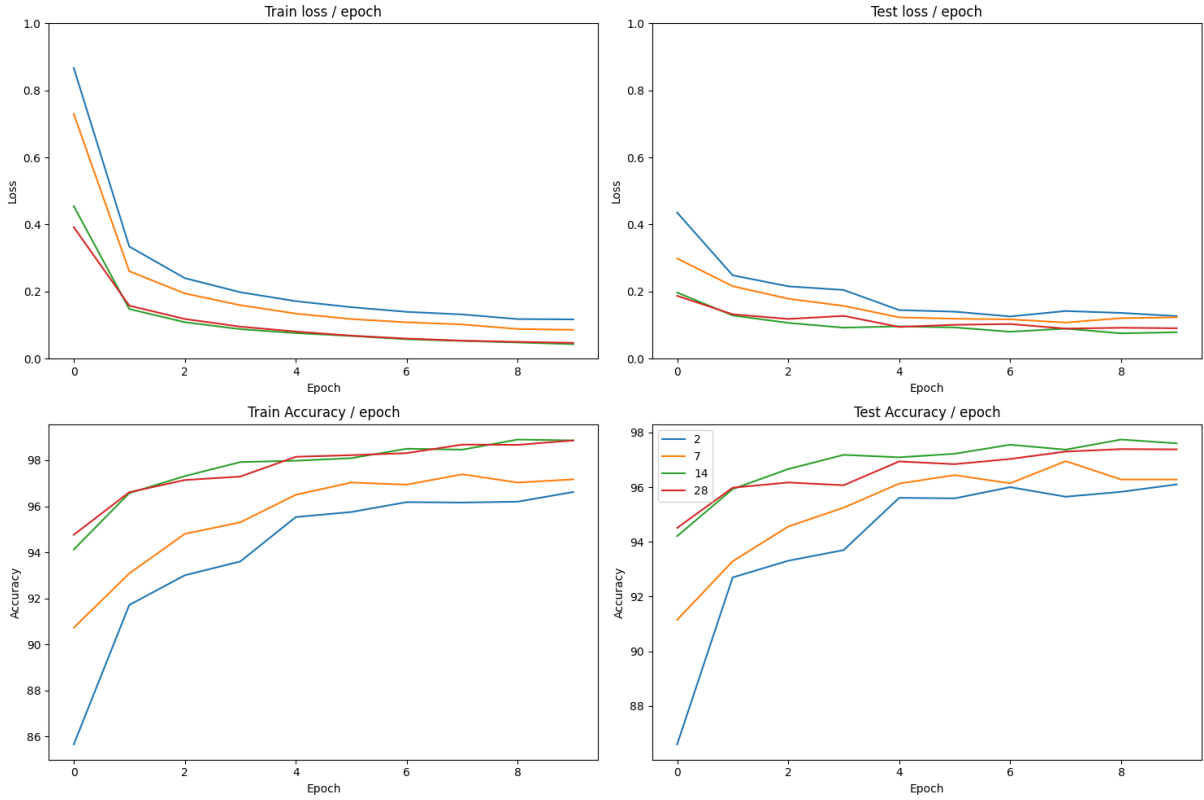 Train loss / epoch
1.0
0.8
0.6
0.4
0.2
0.0
Loss
0 2 4 6 8
Epoch
Test loss / epoch
1.0
0.8
0.6
0.4
0.2
0.0
Loss
0 2 4 6 8
Epoch
Train Accuracy / epoch
98
96
94
92
90
88
86
Accuracy
0 2 4 6 8
Epoch
Test Accuracy / epoch
98
96
94
92
90
88
Accuracy
2
7
14
28
0 2 4 6 8
Epoch